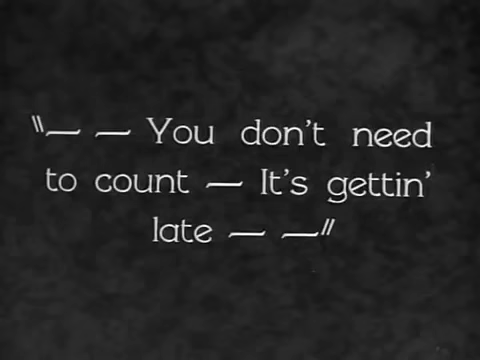 "— — You don't need
to count — It's gettin'
late — —"